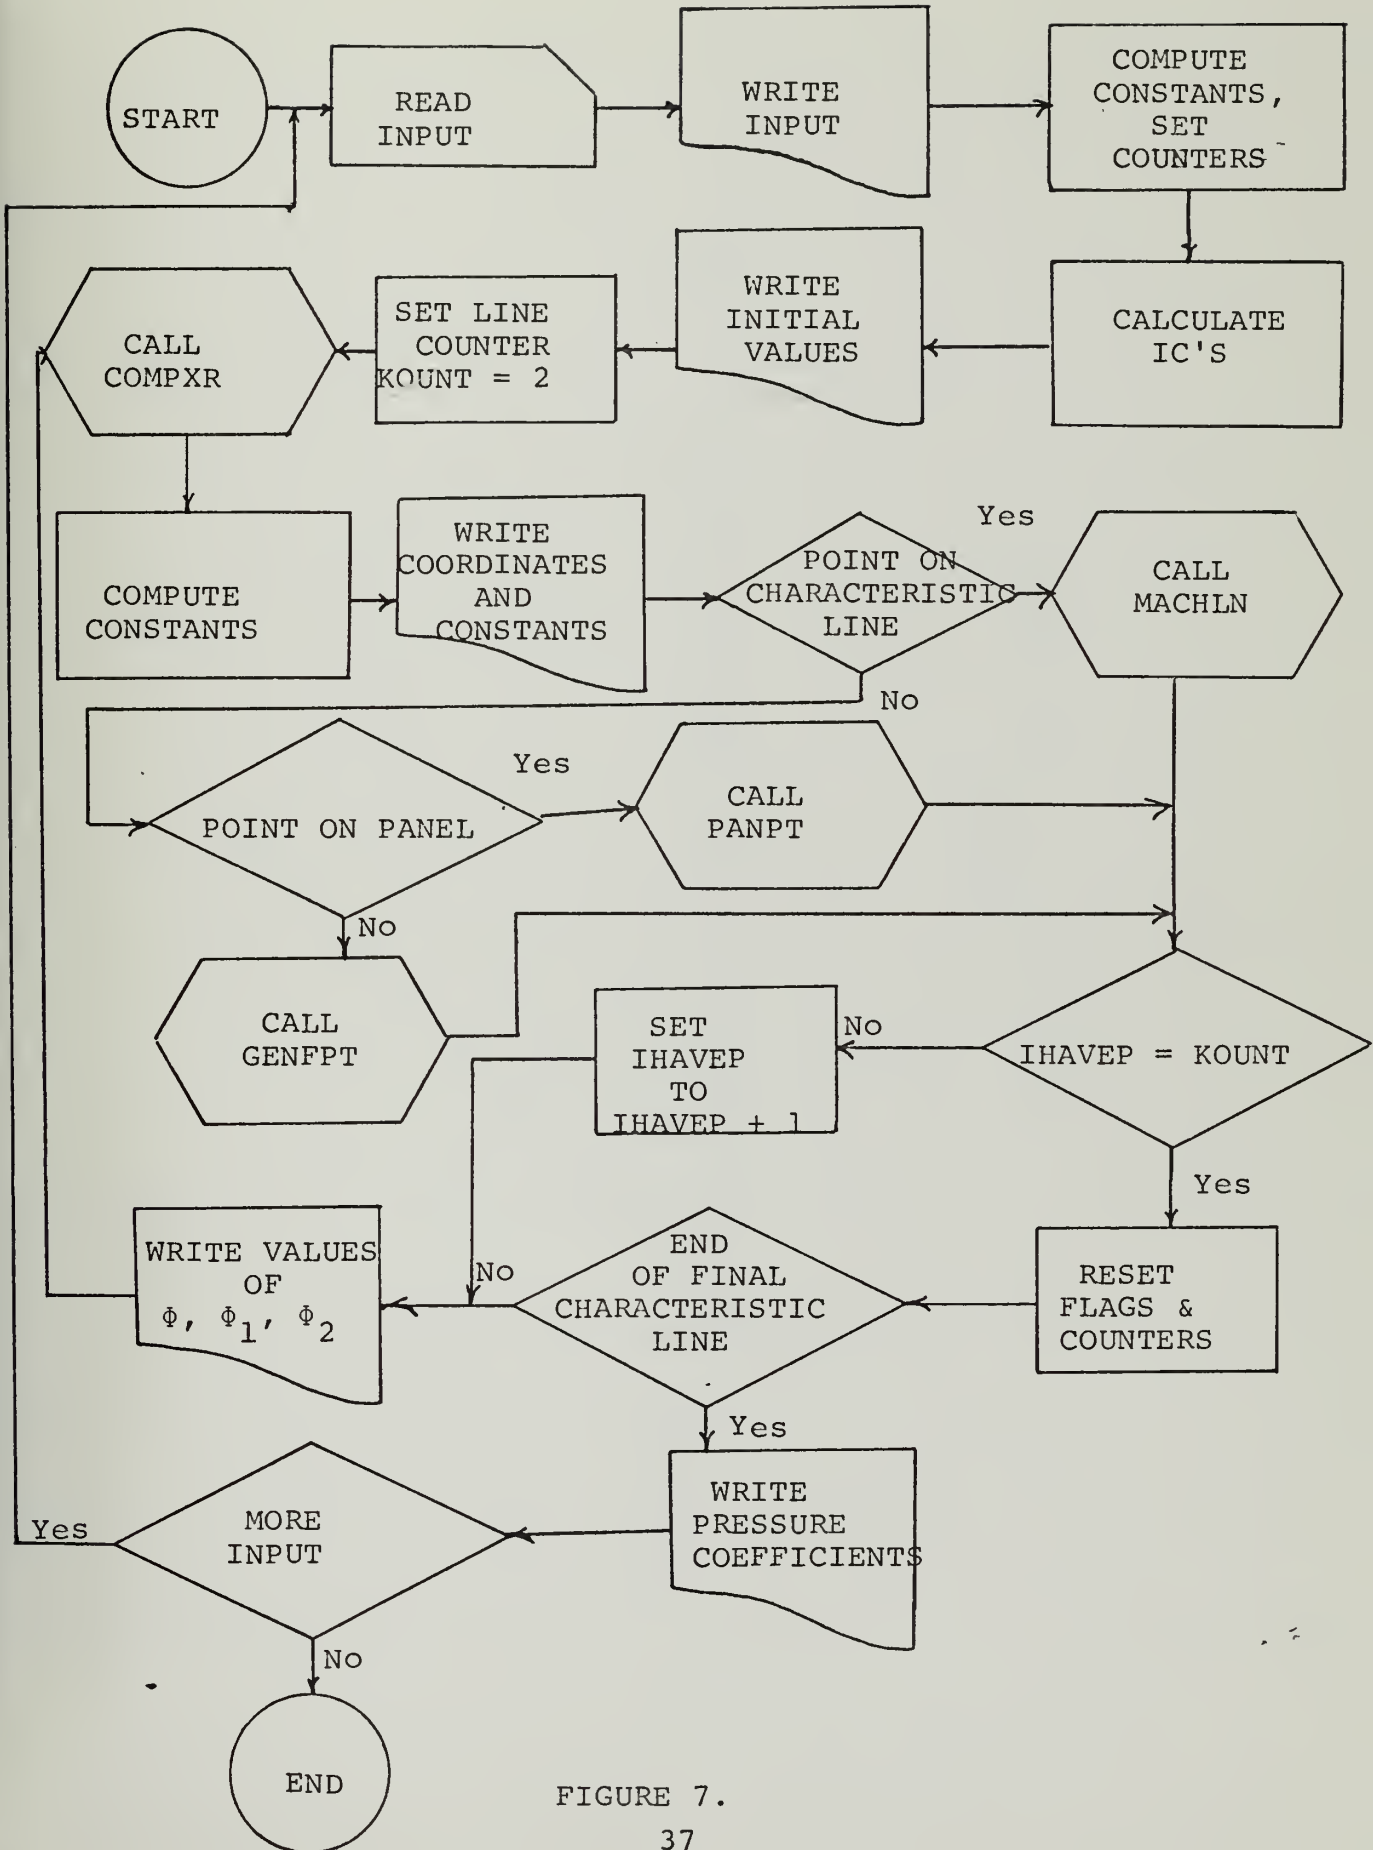 START
READ
INPUT
WRITE
INPUT
COMPUTE
CONSTANTS,
SET
COUNTERS
CALL
COMPXR
SET LINE
COUNTER
KOUNT = 2
WRITE
INITIAL
VALUES
CALCULATE
IC'S
COMPUTE
CONSTANTS
WRITE
COORDINATES
AND
CONSTANTS
POINT ON
CHARACTERISTIC
LINE
Yes
No
CALL
MACHLN
POINT ON PANEL
Yes
No
CALL
PANPT
CALL
GENFPT
SET
IHAVEP
TO
IHAVEP + 1
No
IHAVEP = KOUNT
Yes
WRITE VALUES
OF
Φ, Φ1, Φ2
No
END
OF FINAL
CHARACTERISTIC
LINE
Yes
RESET
FLAGS &
COUNTERS
Yes
MORE
INPUT
No
WRITE
PRESSURE
COEFFICIENTS
END
FIGURE 7.
37